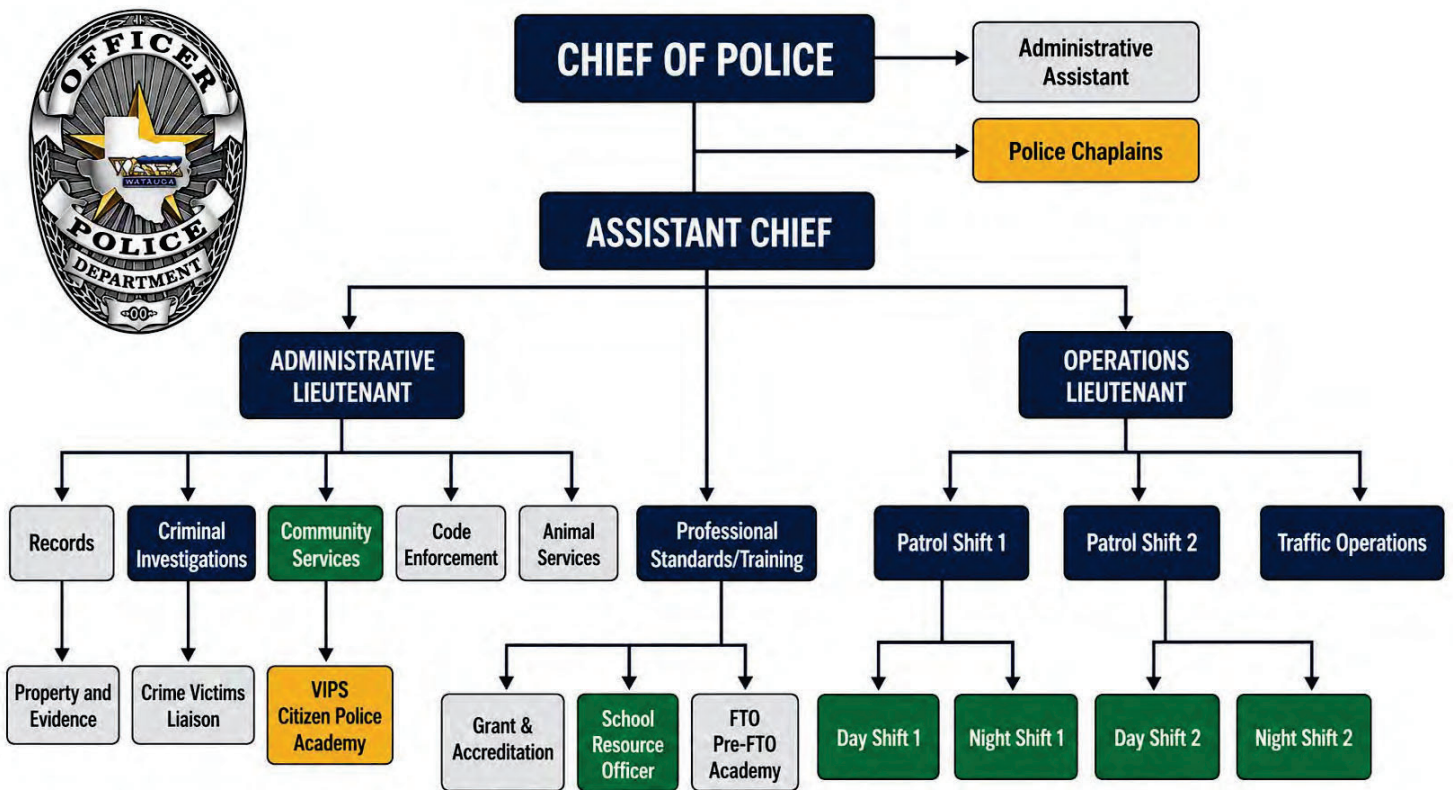 OFFICER
WATAUGA
POLICE
DEPARTMENT
CHIEF OF POLICE
Administrative
Assistant
Police Chaplains
ASSISTANT CHIEF
ADMINISTRATIVE
LIEUTENANT
OPERATIONS
LIEUTENANT
Records
Criminal
Investigations
Community
Services
Code
Enforcement
Animal
Services
Professional
Standards/Training
Patrol Shift 1
Patrol Shift 2
Traffic Operations
Property and
Evidence
Crime Victims
Liaison
VIPS
Citizen Police
Academy
Grant &
Accreditation
School
Resource
Officer
FTO
Pre-FTO
Academy
Day Shift 1
Night Shift 1
Day Shift 2
Night Shift 2